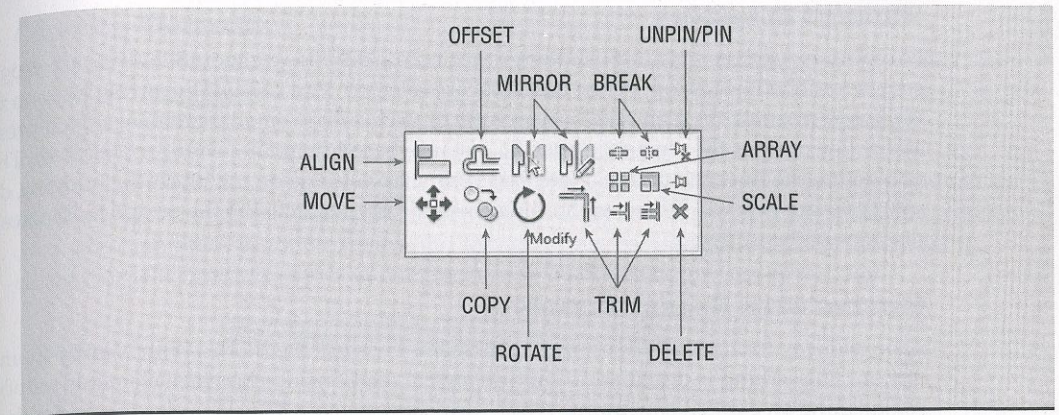 OFFSET UNPIN/PIN
MIRROR BREAK
ALIGN ARRAY
MOVE SCALE
Modify
COPY TRIM
ROTATE DELETE